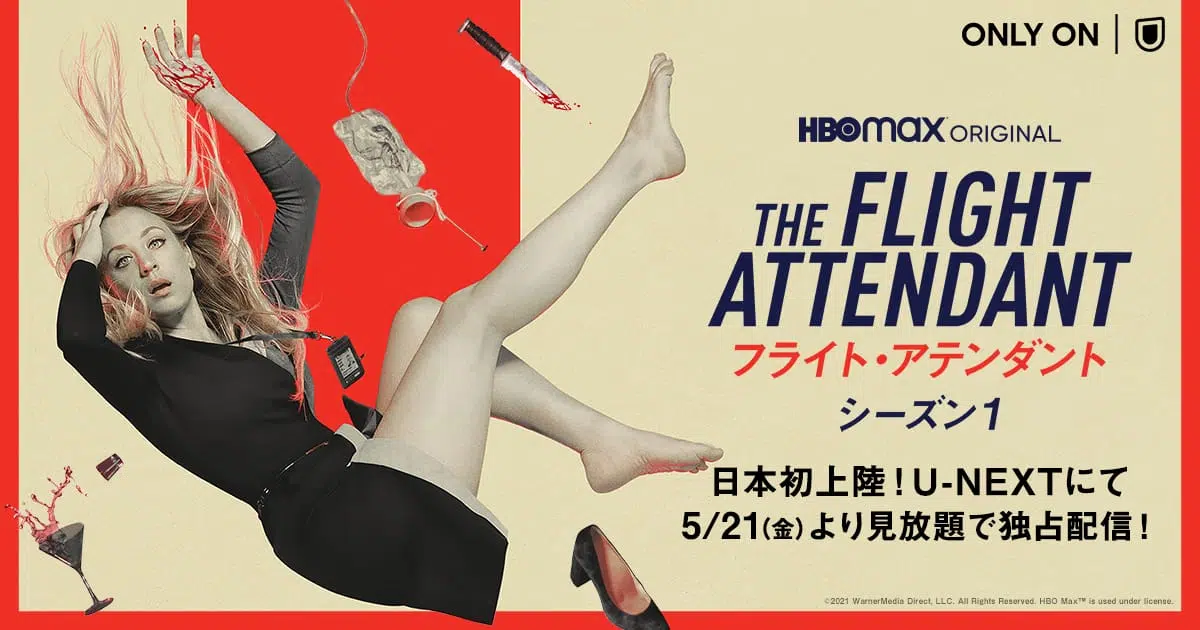 ONLY ON
HBOmax ORIGINAL
THE FLIGHT
ATTENDANT
フライト・アテンダント
シーズン1
日本初上陸！U-NEXTにて
5/21(金)より見放題で独占配信！
©2021 WarnerMedia Direct, LLC. All Rights Reserved. HBO Max™ is used under license.